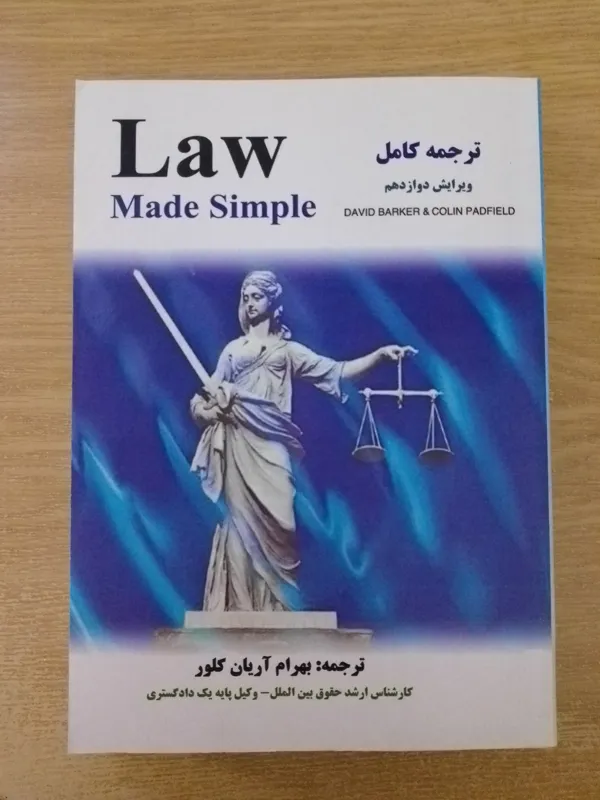 Law
Made Simple
ترجمه کامل
ویرایش دوازدهم
DAVID BARKER & COLIN PADFIELD
ترجمه: بهرام آریان کلور
کارشناس ارشد حقوق بین الملل – وکیل پایه یک دادگستری